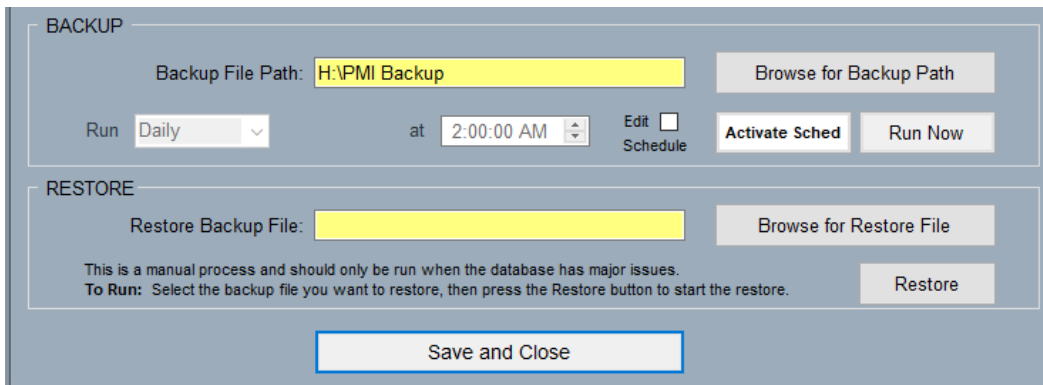 BACKUP
Backup File Path: H:\PMI Backup Browse for Backup Path
Run Daily at 2:00:00 AM Edit Schedule Activate Sched Run Now
RESTORE
Restore Backup File: Browse for Restore File
This is a manual process and should only be run when the database has major issues.
To Run: Select the backup file you want to restore, then press the Restore button to start the restore.
Restore
Save and Close